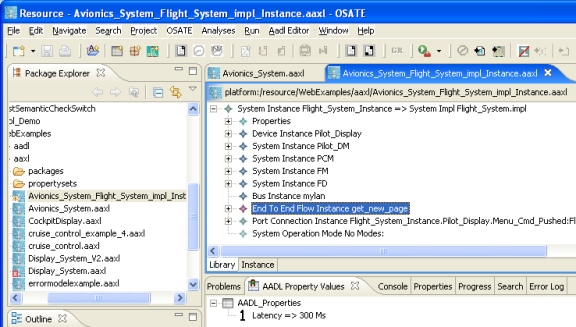 Resource - Avionics_System_Flight_System_impl_Instance.aaxl - OSATE
File Edit Navigate Search Project OSATE Analyses Run Aadl Editor Window Help
Package Explorer
stSemanticCheckSwitch
ol_Demo
ebExamples
aadl
aaxl
packages
propertysets
Avionics_System_Flight_System_impl_Inst
Avionics_System.aaxl
CockpitDisplay.aaxl
cruise_control_example_4.aaxl
cruise_control.aaxl
Display_System_V2.aaxl
Display_System.aaxl
errormodelexample.aaxl
Outline
Avionics_System.aaxl
Avionics_System_Flight_System_impl_Instance.aaxl
platform:/resource/WebExamples/aaxl/Avionics_System_Flight_System_impl_Instance.aaxl
System Instance Flight_System_Instance => System Impl Flight_System.impl
Properties
Device Instance Pilot_Display
System Instance Pilot_DM
System Instance PCM
System Instance FM
System Instance FD
Bus Instance mylan
End To End Flow Instance get_new_page
Port Connection Instance Flight_System_Instance.Pilot_Display.Menu_Cmd_Pushed:Fl
System Operation Mode No Modes:
Library Instance
Problems AADL Property Values Console Properties Progress Search Error Log
AADL_Properties
1 Latency => 300 Ms